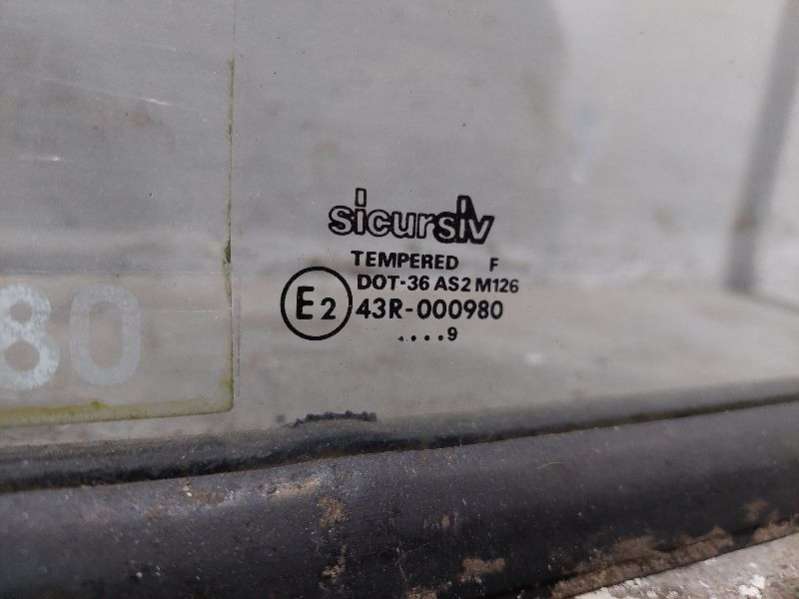 sicursiv
TEMPERED F
DOT-36 AS2 M126
E2 43R-000980
....9
80